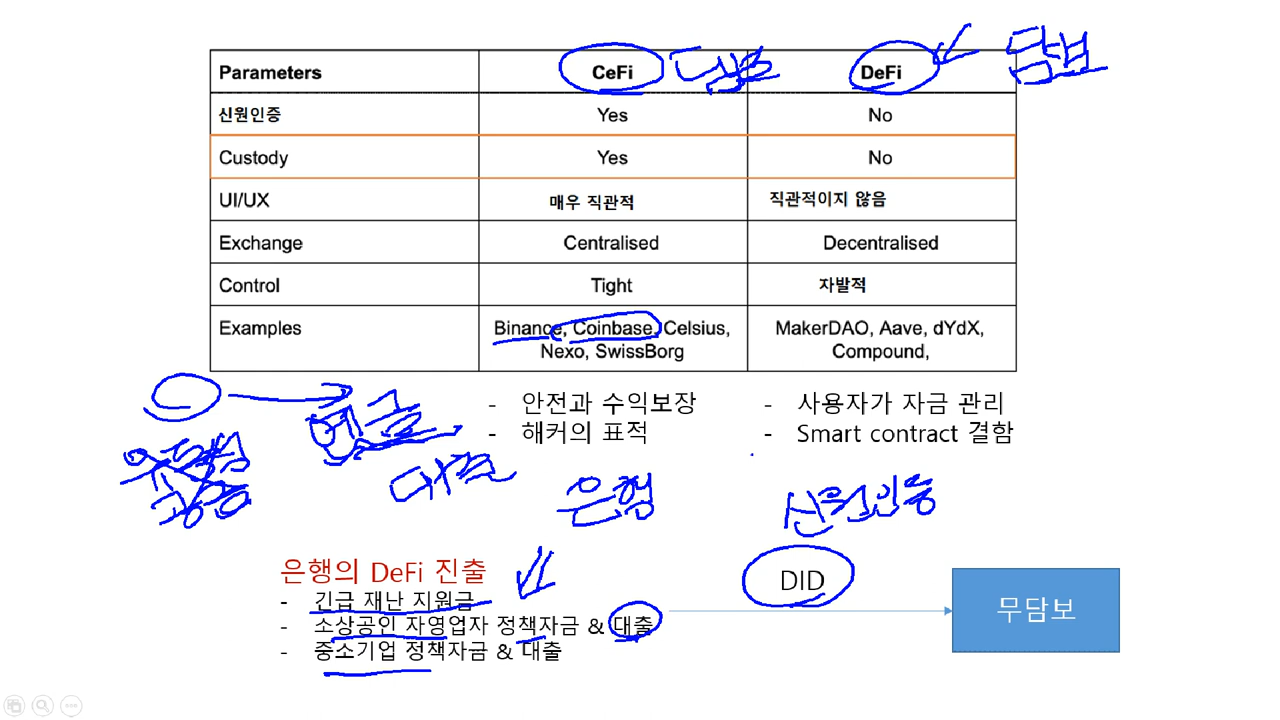 Parameters CeFi DeFi
담보
담보
신원인증 Yes No
Custody Yes No
UI/UX 매우 직관적 직관적이지 않음
Exchange Centralised Decentralised
Control Tight 자발적
Examples Binance, Coinbase, Celsius, MakerDAO, Aave, dYdX,
Nexo, SwissBorg Compound,
- 안전과 수익보장
- 해커의 표적
- 사용자가 자금 관리
- Smart contract 결함
현금
은행
신원인증
은행의 DeFi 진출
- 긴급 재난 지원금
- 소상공인 자영업자 정책자금 & 대출
- 중소기업 정책자금 & 대출
DID
무담보